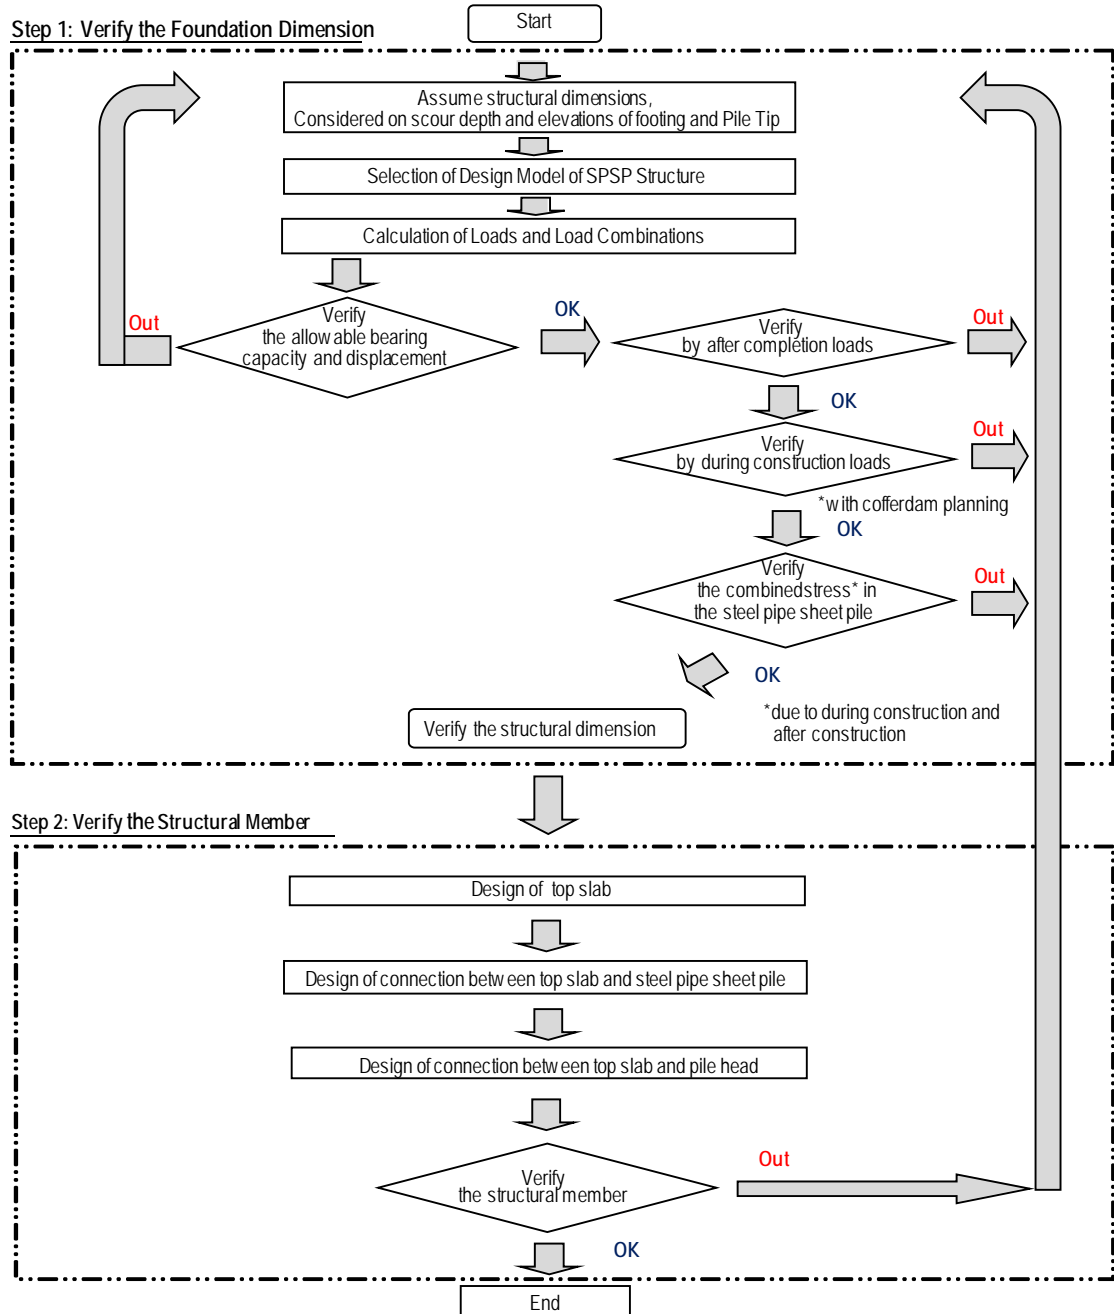 Start
Step 1: Verify the Foundation Dimension
Assume structural dimensions,
Considered on scour depth and elevations of footing and Pile Tip
Selection of Design Model of SPSP Structure
Calculation of Loads and Load Combinations
Out
Verify
the allowable bearing
capacity and displacement
OK
Verify
by after completion loads
Out
OK
Verify
by during construction loads
Out
*with cofferdam planning
OK
Verify
the combinedstress* in
the steel pipe sheet pile
Out
OK
*due to during construction and
after construction
Verify the structural dimension
Step 2: Verify the Structural Member
Design of top slab
Design of connection between top slab and steel pipe sheet pile
Design of connection between top slab and pile head
Verify
the structural member
Out
OK
End